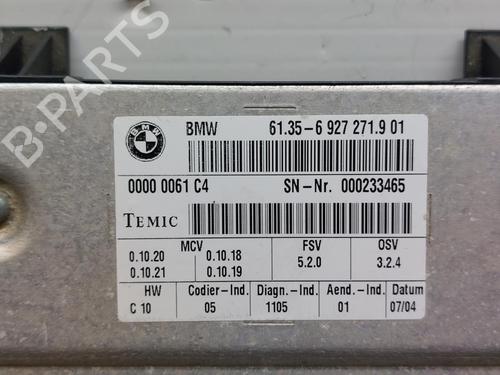 BMW
BMW 61.35-6 927 271.9 01
0000 0061 C4 SN-Nr. 000233465
TEMIC
MCV FSV OSV
0.10.20 0.10.18 5.2.0 3.2.4
0.10.21 0.10.19
HW Codier-Ind. Diagn.-Ind. Aend.-Ind. Datum
C 10 05 1105 01 07/04